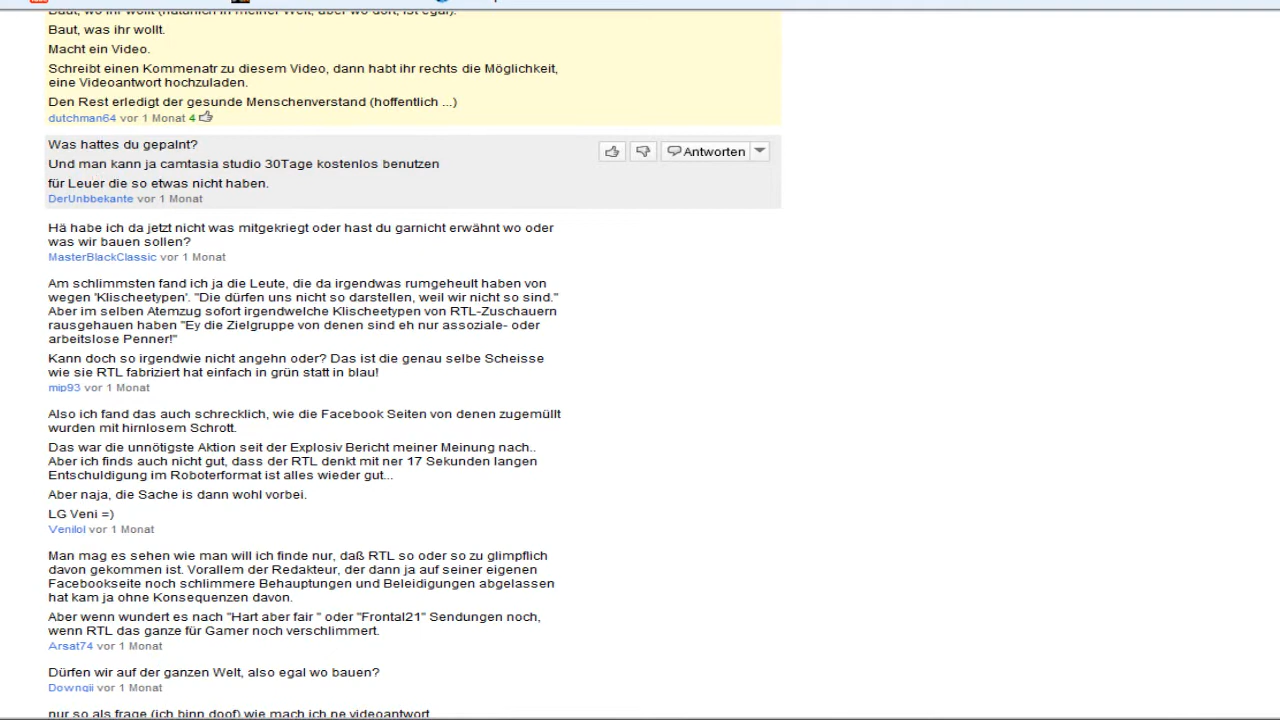 Baut, wo ihr wollt (natürlich in meiner Welt, aber wo dort, ist egal).
Baut, was ihr wollt.
Macht ein Video.
Schreibt einen Kommenatr zu diesem Video, dann habt ihr rechts die Möglichkeit,
eine Videoantwort hochzuladen.
Den Rest erledigt der gesunde Menschenverstand (hoffentlich ...)
dutchman64 vor 1 Monat 4
Was hattes du gepalnt?
Antworten
Und man kann ja camtasia studio 30Tage kostenlos benutzen
für Leuer die so etwas nicht haben.
DerUnbbekante vor 1 Monat
Hä habe ich da jetzt nicht was mitgekriegt oder hast du garnicht erwähnt wo oder
was wir bauen sollen?
MasterBlackClassic vor 1 Monat
Am schlimmsten fand ich ja die Leute, die da irgendwas rumgeheult haben von
wegen 'Klischeetypen'. "Die dürfen uns nicht so darstellen, weil wir nicht so sind."
Aber im selben Atemzug sofort irgendwelche Klischeetypen von RTL-Zuschauern
rausgehauen haben "Ey die Zielgruppe von denen sind eh nur assoziale- oder
arbeitslose Penner!"
Kann doch so irgendwie nicht angehn oder? Das ist die genau selbe Scheisse
wie sie RTL fabriziert hat einfach in grün statt in blau!
mip93 vor 1 Monat
Also ich fand das auch schrecklich, wie die Facebook Seiten von denen zugemüllt
wurden mit hirnlosem Schrott.
Das war die unnötigste Aktion seit der Explosiv Bericht meiner Meinung nach..
Aber ich finds auch nicht gut, dass der RTL denkt mit ner 17 Sekunden langen
Entschuldigung im Roboterformat ist alles wieder gut...
Aber naja, die Sache is dann wohl vorbei.
LG Veni =)
Venilol vor 1 Monat
Man mag es sehen wie man will ich finde nur, daß RTL so oder so zu glimpflich
davon gekommen ist. Vorallem der Redakteur, der dann ja auf seiner eigenen
Facebookseite noch schlimmere Behauptungen und Beleidigungen abgelassen
hat kam ja ohne Konsequenzen davon.
Aber wenn wundert es nach "Hart aber fair " oder "Frontal21" Sendungen noch,
wenn RTL das ganze für Gamer noch verschlimmert.
Arsat74 vor 1 Monat
Dürfen wir auf der ganzen Welt, also egal wo bauen?
Downgii vor 1 Monat
nur so als frage (ich binn doof) wie mach ich ne videoantwort